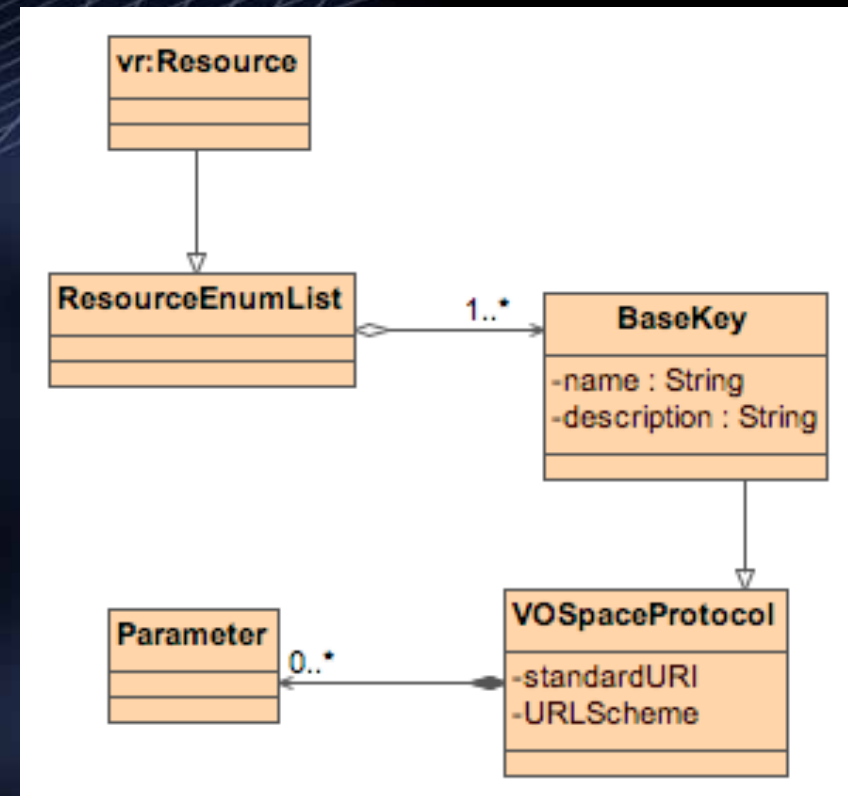 vr:Resource
ResourceEnumList
1..*
BaseKey
-name : String
-description : String
Parameter
0..*
VOSpaceProtocol
-standardURI
-URLScheme